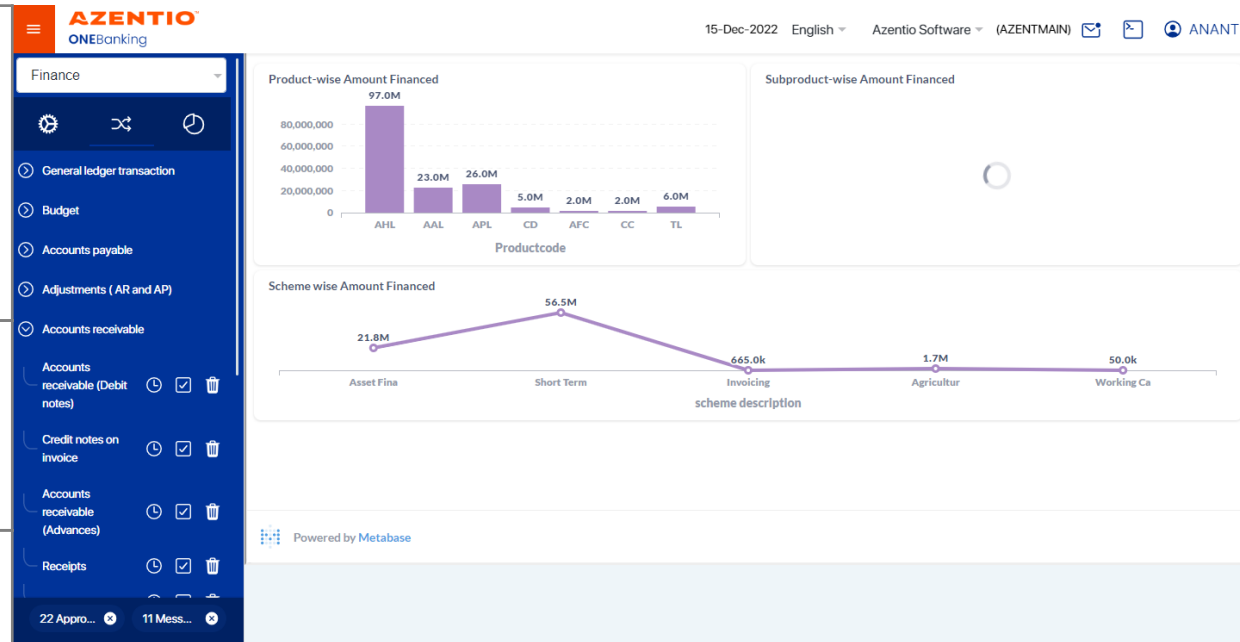 AZENTIO™
ONEBanking
15-Dec-2022 English Azentio Software (AZENTMAIN) ANANT
Finance
General ledger transaction
Budget
Accounts payable
Adjustments ( AR and AP)
Accounts receivable
Accounts
receivable (Debit
notes)
Credit notes on
invoice
Accounts
receivable
(Advances)
Receipts
22 Appro... 11 Mess...
Product-wise Amount Financed
97.0M
80,000,000
60,000,000
40,000,000
23.0M 26.0M
20,000,000
5.0M 2.0M 2.0M 6.0M
0
AHL AAL APL CD AFC CC TL
Productcode
Subproduct-wise Amount Financed
Scheme wise Amount Financed
56.5M
21.8M
665.0k 1.7M 50.0k
Asset Fina Short Term Invoicing Agricultur Working Ca
scheme description
Powered by Metabase